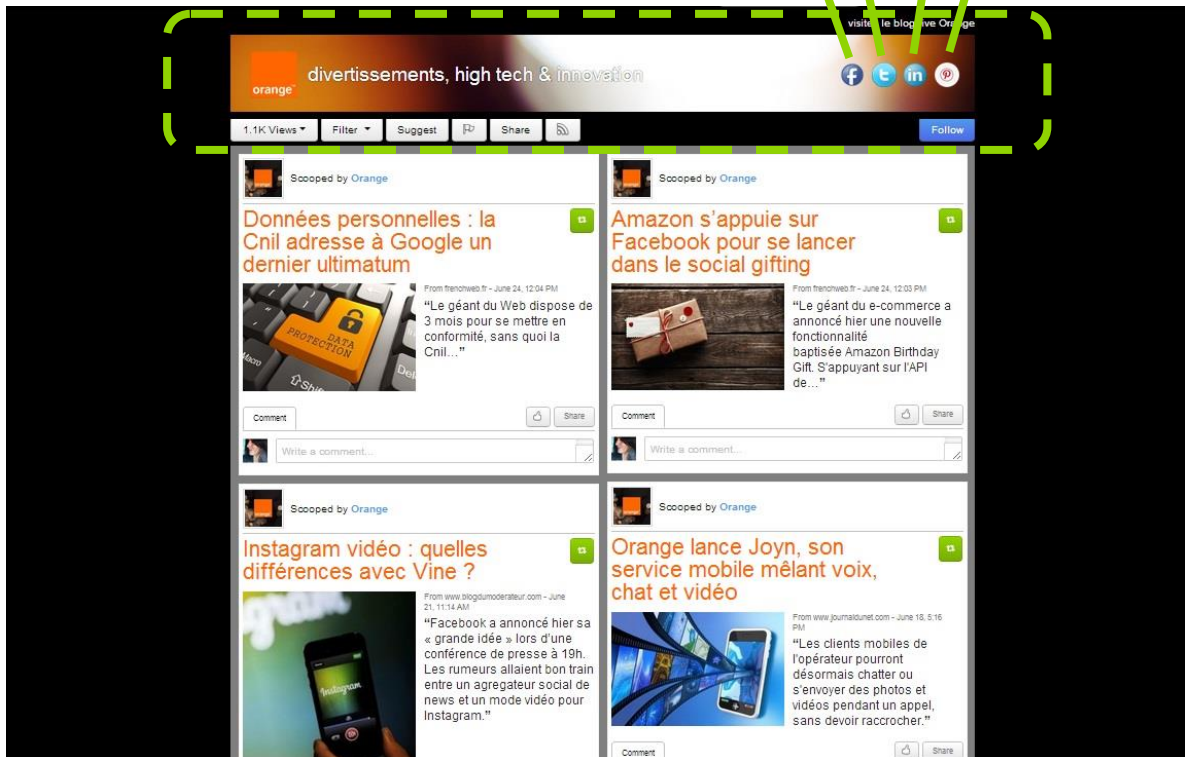 visitez le blog live Orange
orange™
divertissements, high tech & innovation
1.1K Views
Filter
Suggest
Share
Follow
Scooped by Orange
Données personnelles : la
Cnil adresse à Google un
dernier ultimatum
From frenchweb.fr - June 24, 12:04 PM
“Le géant du Web dispose de
3 mois pour se mettre en
conformité, sans quoi la
Cnil…”
PROTECTION
DATA
Macro
Shift
Comment
Share
Write a comment...
Scooped by Orange
Amazon s’appuie sur
Facebook pour se lancer
dans le social gifting
From frenchweb.fr - June 24, 12:03 PM
“Le géant du e-commerce a
annoncé hier une nouvelle
fonctionnalité
baptisée Amazon Birthday
Gift. S'appuyant sur l'API
de…”
Comment
Share
Write a comment...
Scooped by Orange
Instagram vidéo : quelles
différences avec Vine ?
From www.blogdumoderateur.com - June
21, 11:14 AM
“Facebook a annoncé hier sa
« grande idée » lors d’une
conférence de presse à 19h.
Les rumeurs allaient bon train
entre un agregateur social de
news et un mode vidéo pour
Instagram.”
Instagram
Scooped by Orange
Orange lance Joyn, son
service mobile mêlant voix,
chat et vidéo
From www.journaldunet.com - June 18, 5:16
PM
“Les clients mobiles de
l'opérateur pourront
désormais chatter ou
s'envoyer des photos et
vidéos pendant un appel,
sans devoir raccrocher.”
Comment
Share